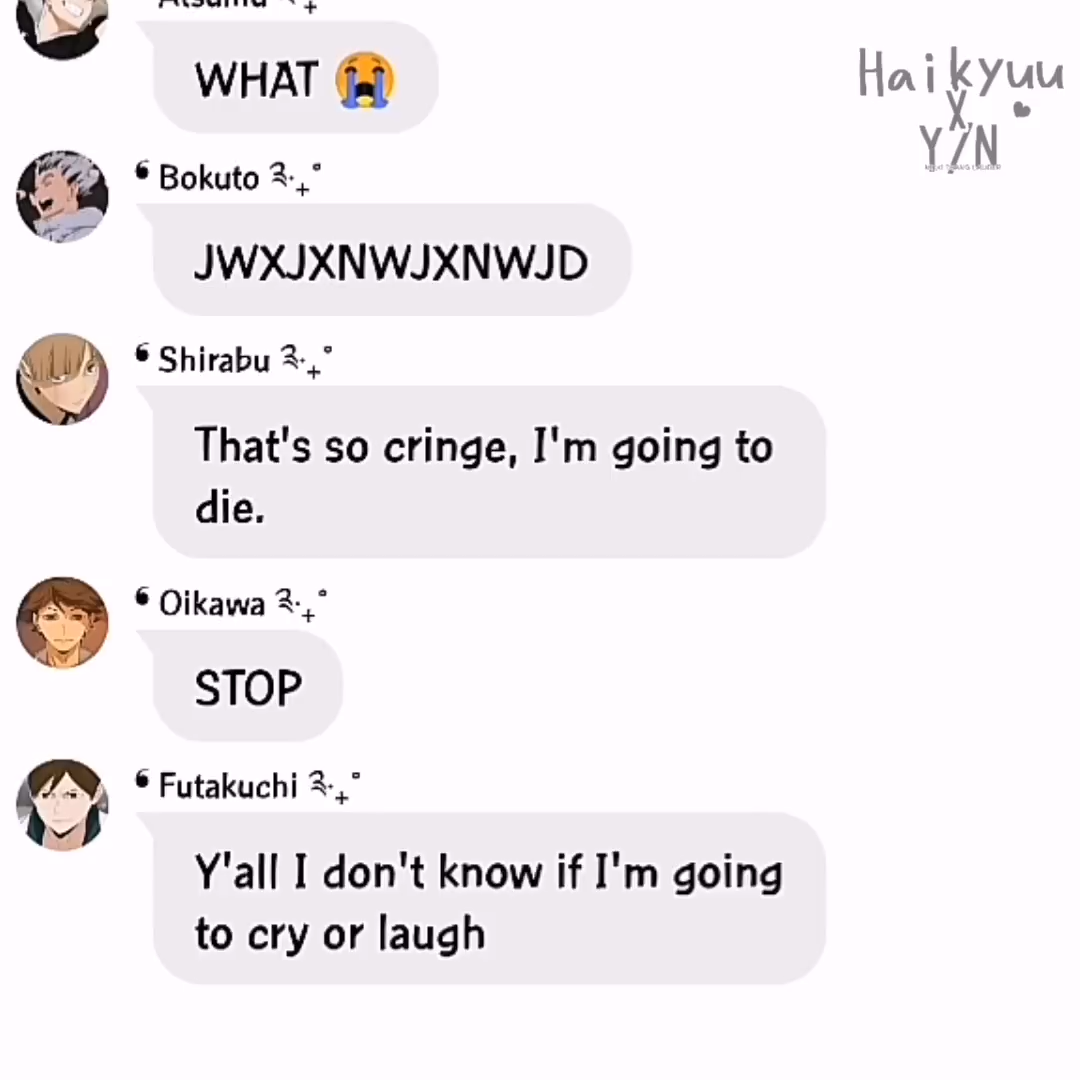 Atsumu
WHAT 😭
Haikyuu
X
Y/N
❛ Bokuto ༉‧₊˚
JWXJXNWJXNWJD
❛ Shirabu ༉‧₊˚
That's so cringe, I'm going to
die.
❛ Oikawa ༉‧₊˚
STOP
❛ Futakuchi ༉‧₊˚
Y'all I don't know if I'm going
to cry or laugh